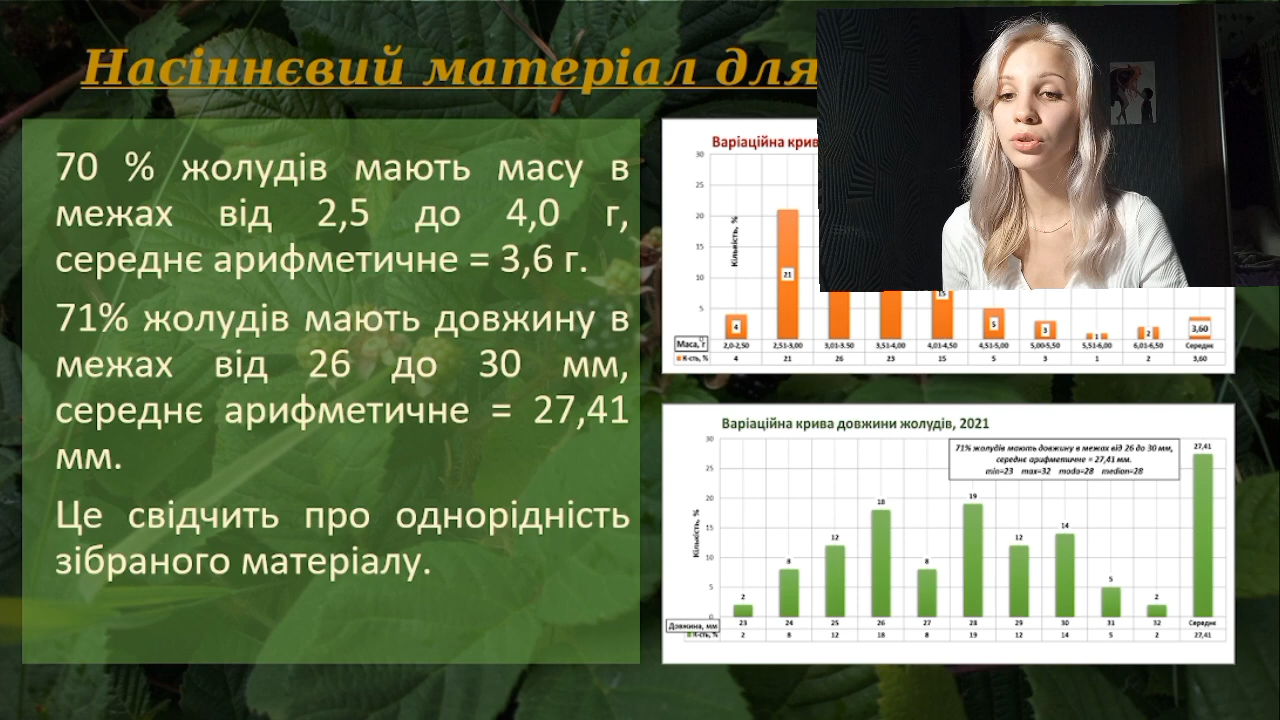 Насіннєвий матеріал для
70 % жолудів мають масу в
межах від 2,5 до 4,0 г,
середнє арифметичне = 3,6 г.
71% жолудів мають довжину в
межах від 26 до 30 мм,
середнє арифметичне = 27,41
мм.
Це свідчить про однорідність
зібраного матеріалу.
Варіаційна крив
30
25
20
15
10
5
Кількість, %
4
21
15
5
3
1
2
3,60
Маса, г 2,0-2,50 2,51-3,00 3,01-3.50 3,51-4,00 4,01-4,50 4,51-5,00 5,00-5,50 5,51-6,00 6,01-6,50 Середнє
К-сть, % 4 21 26 23 15 5 3 1 2 3,60
Варіаційна крива довжини жолудів, 2021
71% жолудів мають довжину в межах від 26 до 30 мм,
середнє арифметичне = 27,41 мм.
min=23 max=32 moda=28 median=28
30
25
20
15
10
5
0
Кількість, %
2
8
12
18
8
19
12
14
5
2
27,41
Довжина, мм 23 24 25 26 27 28 29 30 31 32 Середнє
К-сть, % 2 8 12 18 8 19 12 14 5 2 27,41